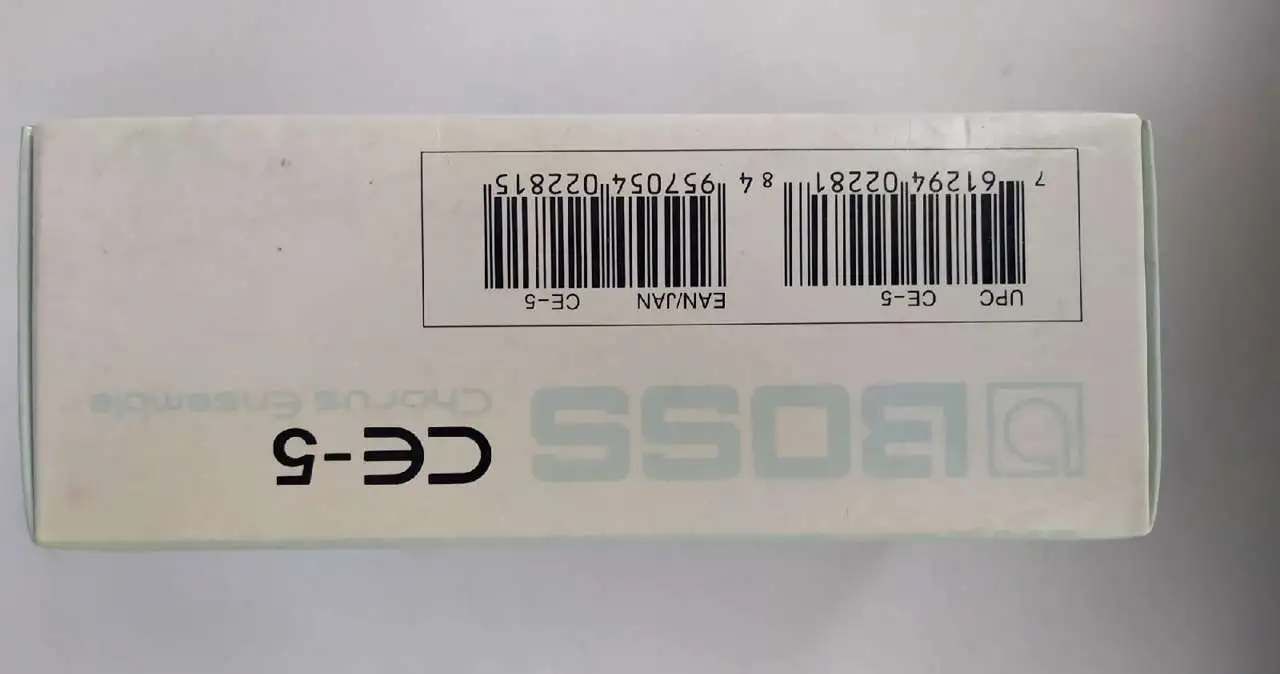 BOSS CE-5
Chorus Ensemble
UPC CE-5 EAN/JAN CE-5
7 61294 02281 8 4 957054 022815